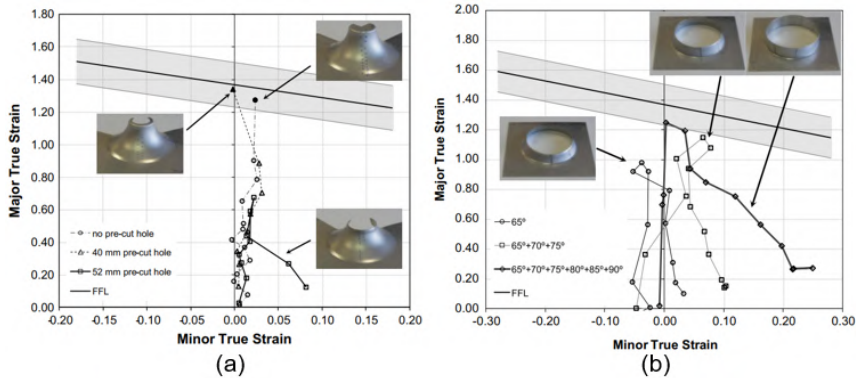 1.80
1.60
1.40
1.20
1.00
0.80
0.60
0.40
0.20
0.00
Major True Strain
no pre-cut hole
40 mm pre-cut hole
52 mm pre-cut hole
FFL
-0.20 -0.15 -0.10 -0.05 0.00 0.05 0.10 0.15 0.20
Minor True Strain
(a)
2.00
1.80
1.60
1.40
1.20
1.00
0.80
0.60
0.40
0.20
0.00
Major True Strain
65º
65º+70º+75º
65º+70º+75º+80º+85º+90º
FFL
-0.30 -0.20 -0.10 0.00 0.10 0.20 0.30
Minor True Strain
(b)